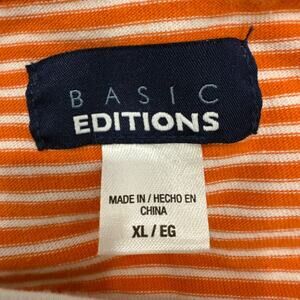 BASIC
EDITIONS
MADE IN / HECHO EN
CHINA
XL / EG